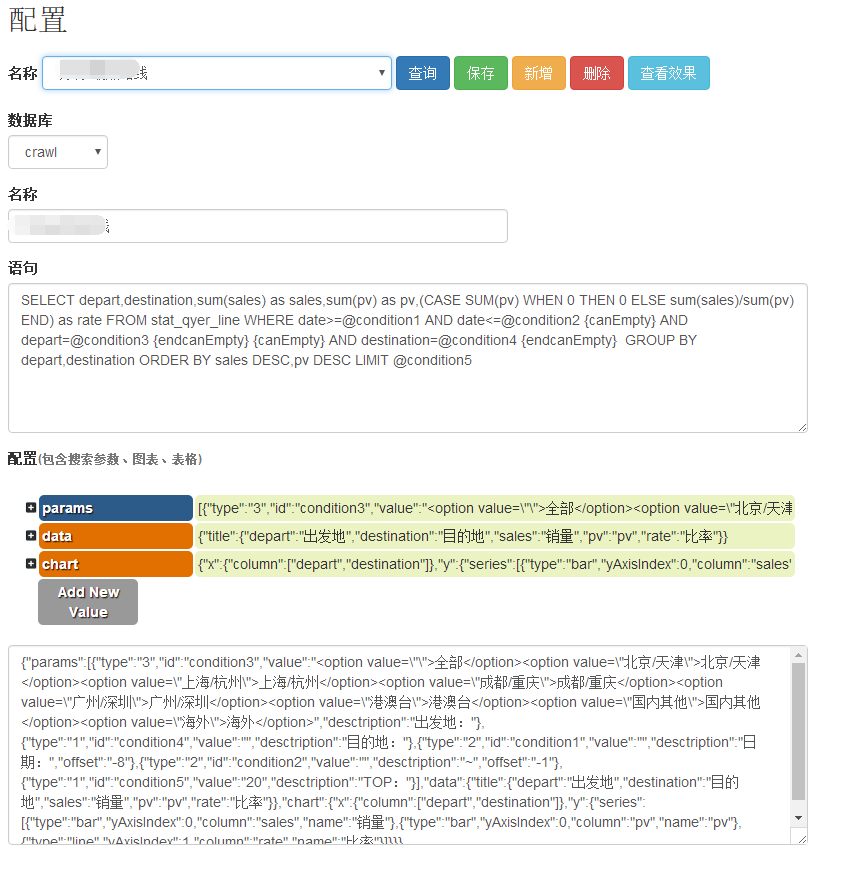 配置
名称 线 查询 保存 新增 删除 查看效果
数据库
crawl
名称
语句
SELECT depart,destination,sum(sales) as sales,sum(pv) as pv,(CASE SUM(pv) WHEN 0 THEN 0 ELSE sum(sales)/sum(pv)
END) as rate FROM stat_qyer_line WHERE date>=@condition1 AND date<=@condition2 {canEmpty} AND
depart=@condition3 {endcanEmpty} {canEmpty} AND destination=@condition4 {endcanEmpty}  GROUP BY
depart,destination ORDER BY sales DESC,pv DESC LIMIT @condition5
配置(包含搜索参数、图表、表格)
params [{"type":"3","id":"condition3","value":"<option value=\"\">全部</option><option value=\"北京/天津
data {"title":{"depart":"出发地","destination":"目的地","sales":"销量","pv":"pv","rate":"比率"}}
chart {"x":{"column":["depart","destination"]},"y":{"series":[{"type":"bar","yAxisIndex":0,"column":"sales"
Add New
Value
{"params":[{"type":"3","id":"condition3","value":"<option value=\"\">全部</option><option value=\"北京/天津\">北京/天津
</option><option value=\"上海/杭州\">上海/杭州</option><option value=\"成都/重庆\">成都/重庆</option><option
value=\"广州/深圳\">广州/深圳</option><option value=\"港澳台\">港澳台</option><option value=\"国内其他\">国内其他
</option><option value=\"海外\">海外</option>","desctription":"出发地："},
{"type":"1","id":"condition4","value":"","desctription":"目的地："},{"type":"2","id":"condition1","value":"","desctription":"日
期：","offset":"-8"},{"type":"2","id":"condition2","value":"","desctription":"~","offset":"-1"},
{"type":"1","id":"condition5","value":"20","desctription":"TOP："}],"data":{"title":{"depart":"出发地","destination":"目的
地","sales":"销量","pv":"pv","rate":"比率"}},"chart":{"x":{"column":["depart","destination"]},"y":{"series":
[{"type":"bar","yAxisIndex":0,"column":"sales","name":"销量"},{"type":"bar","yAxisIndex":0,"column":"pv","name":"pv"},
{"type":"line","yAxisIndex":1,"column":"rate","name":"比率"}]}}}